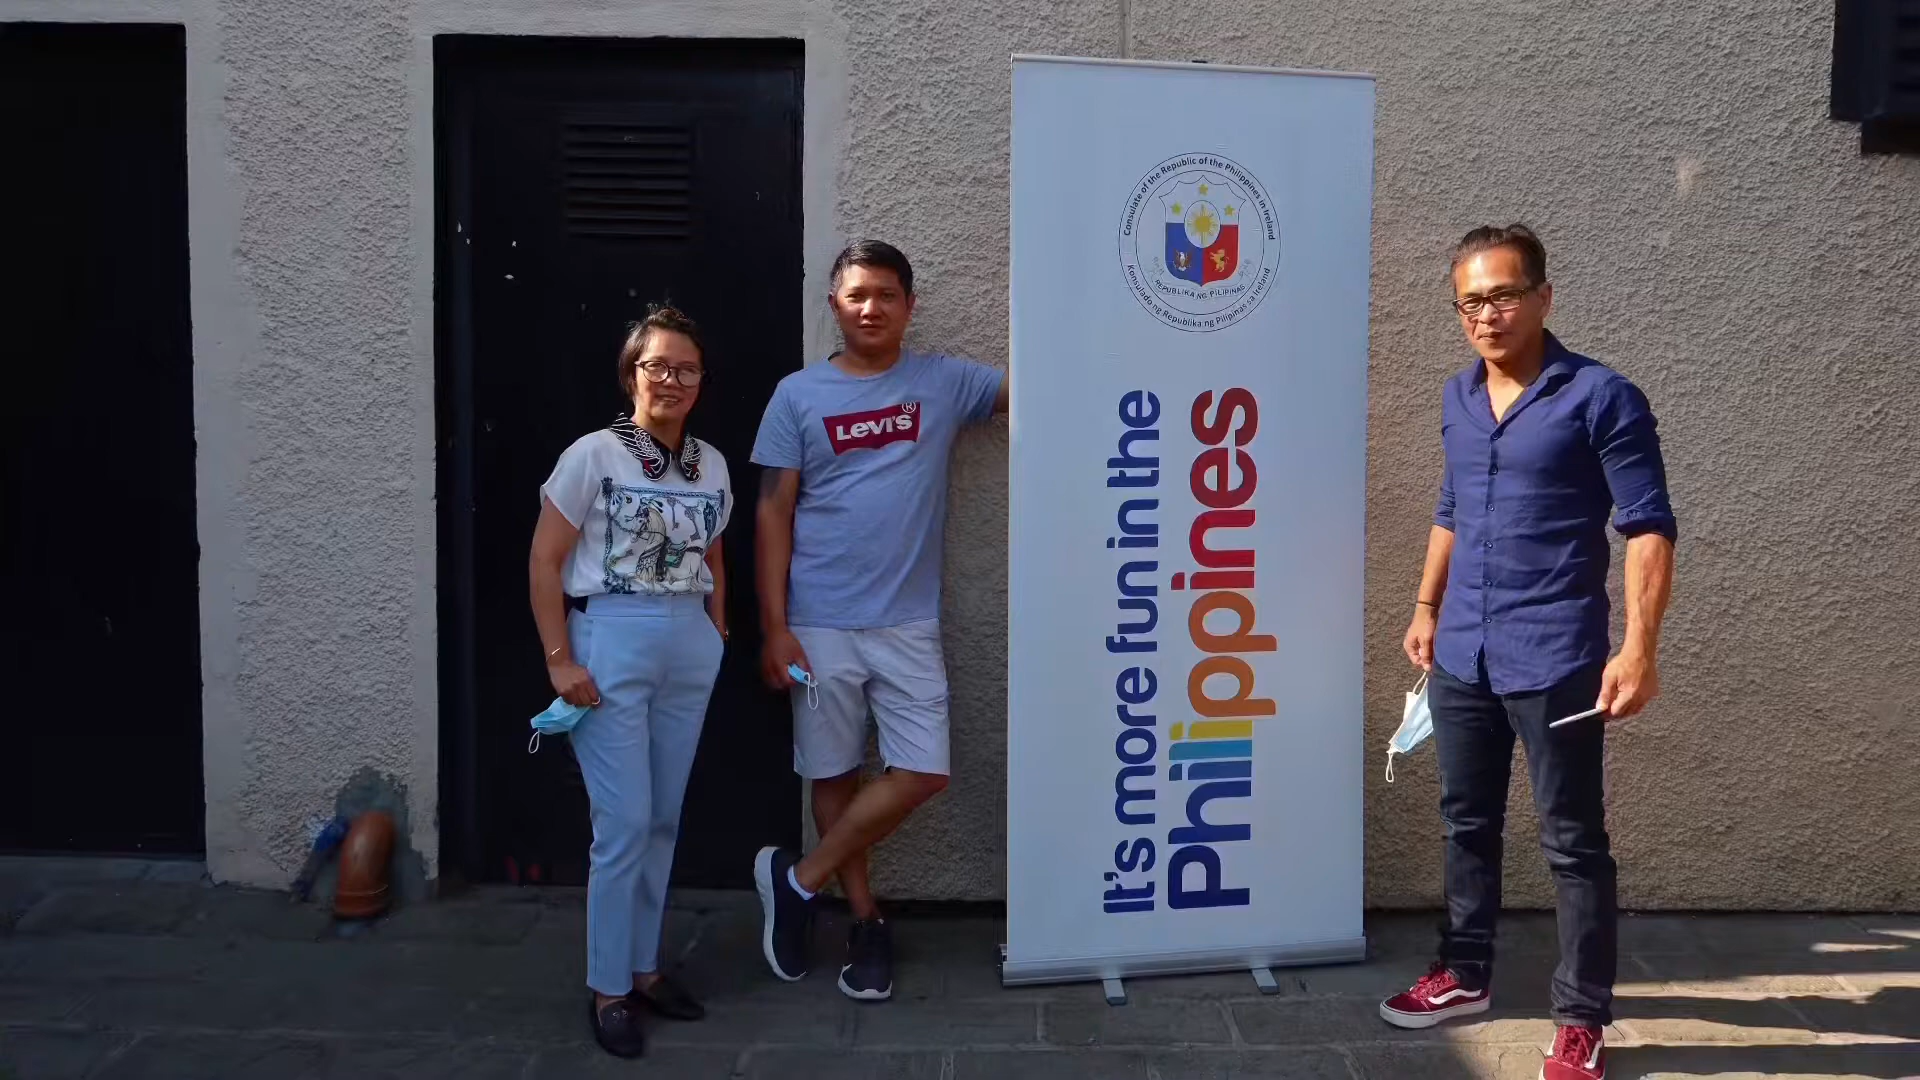 Consulate of the Republic of the Philippines in Ireland
REPUBLIKA NG PILIPINAS
Konsulado ng Republika ng Pilipinas sa Ireland
It's more fun in the
Philippines
LEVI'S ®